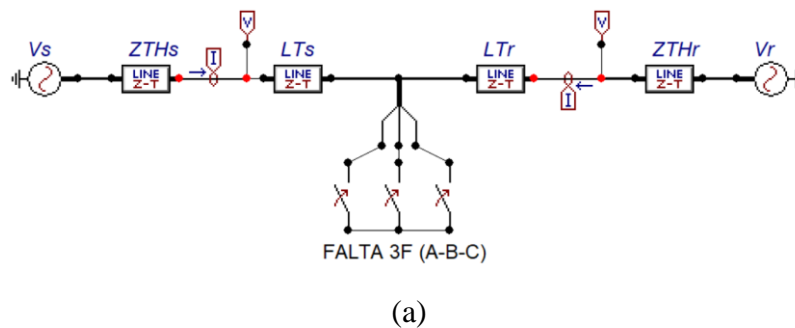 Vs ZTHs I V LTs LTr V ZTHr Vr
LINE Z-T LINE Z-T LINE Z-T I LINE Z-T
FALTA 3F (A-B-C)
(a)